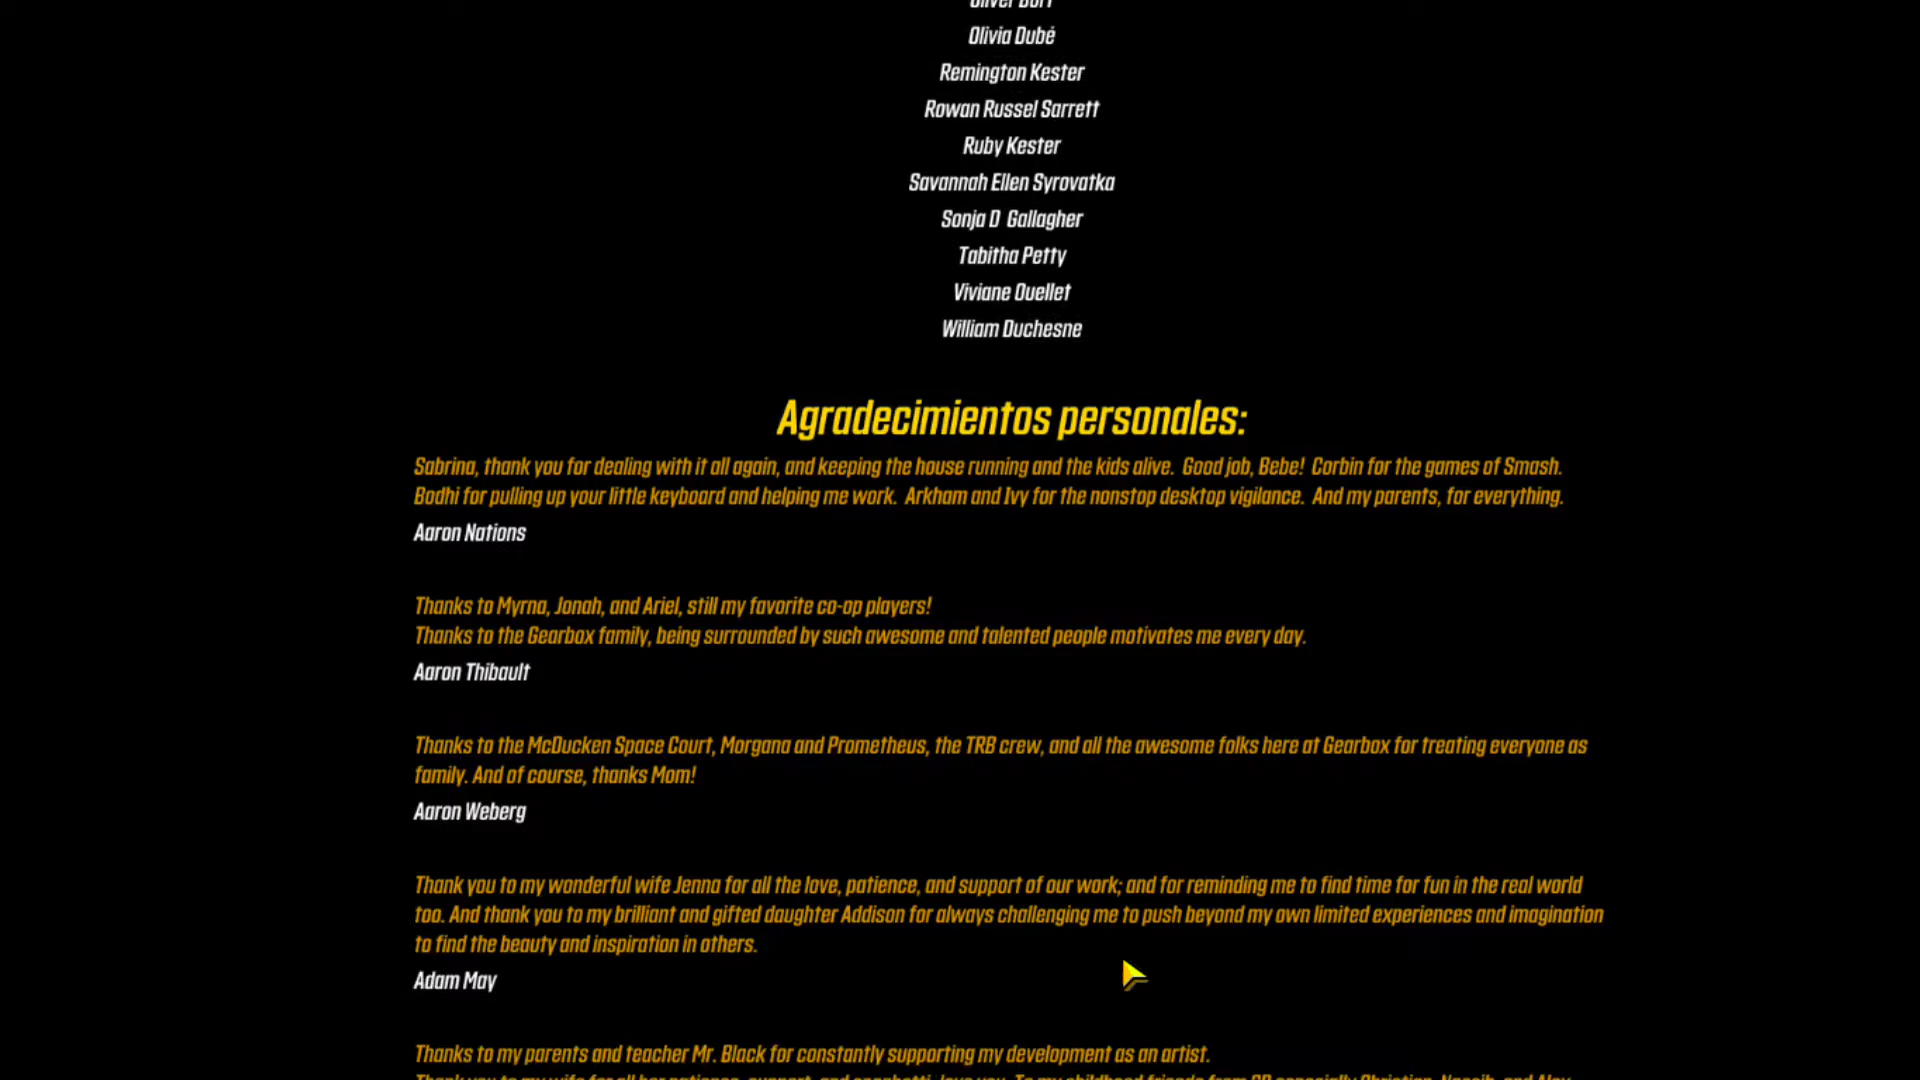 Olivia Dubé
Remington Kester
Rowan Russel Sarrett
Ruby Kester
Savannah Ellen Syrovatka
Sonja D Gallagher
Tabitha Petty
Viviane Ouellet
William Duchesne
Agradecimientos personales:
Sabrina, thank you for dealing with it all again, and keeping the house running and the kids alive. Good job, Bebe! Corbin for the games of Smash.
Bodhi for pulling up your little keyboard and helping me work. Arkham and Ivy for the nonstop desktop vigilance. And my parents, for everything.
Aaron Nations
Thanks to Myrna, Jonah, and Ariel, still my favorite co-op players!
Thanks to the Gearbox family, being surrounded by such awesome and talented people motivates me every day.
Aaron Thibault
Thanks to the McDucken Space Court, Morgana and Prometheus, the TRB crew, and all the awesome folks here at Gearbox for treating everyone as
family. And of course, thanks Mom!
Aaron Weberg
Thank you to my wonderful wife Jenna for all the love, patience, and support of our work; and for reminding me to find time for fun in the real world
too. And thank you to my brilliant and gifted daughter Addison for always challenging me to push beyond my own limited experiences and imagination
to find the beauty and inspiration in others.
Adam May
Thanks to my parents and teacher Mr. Black for constantly supporting my development as an artist.